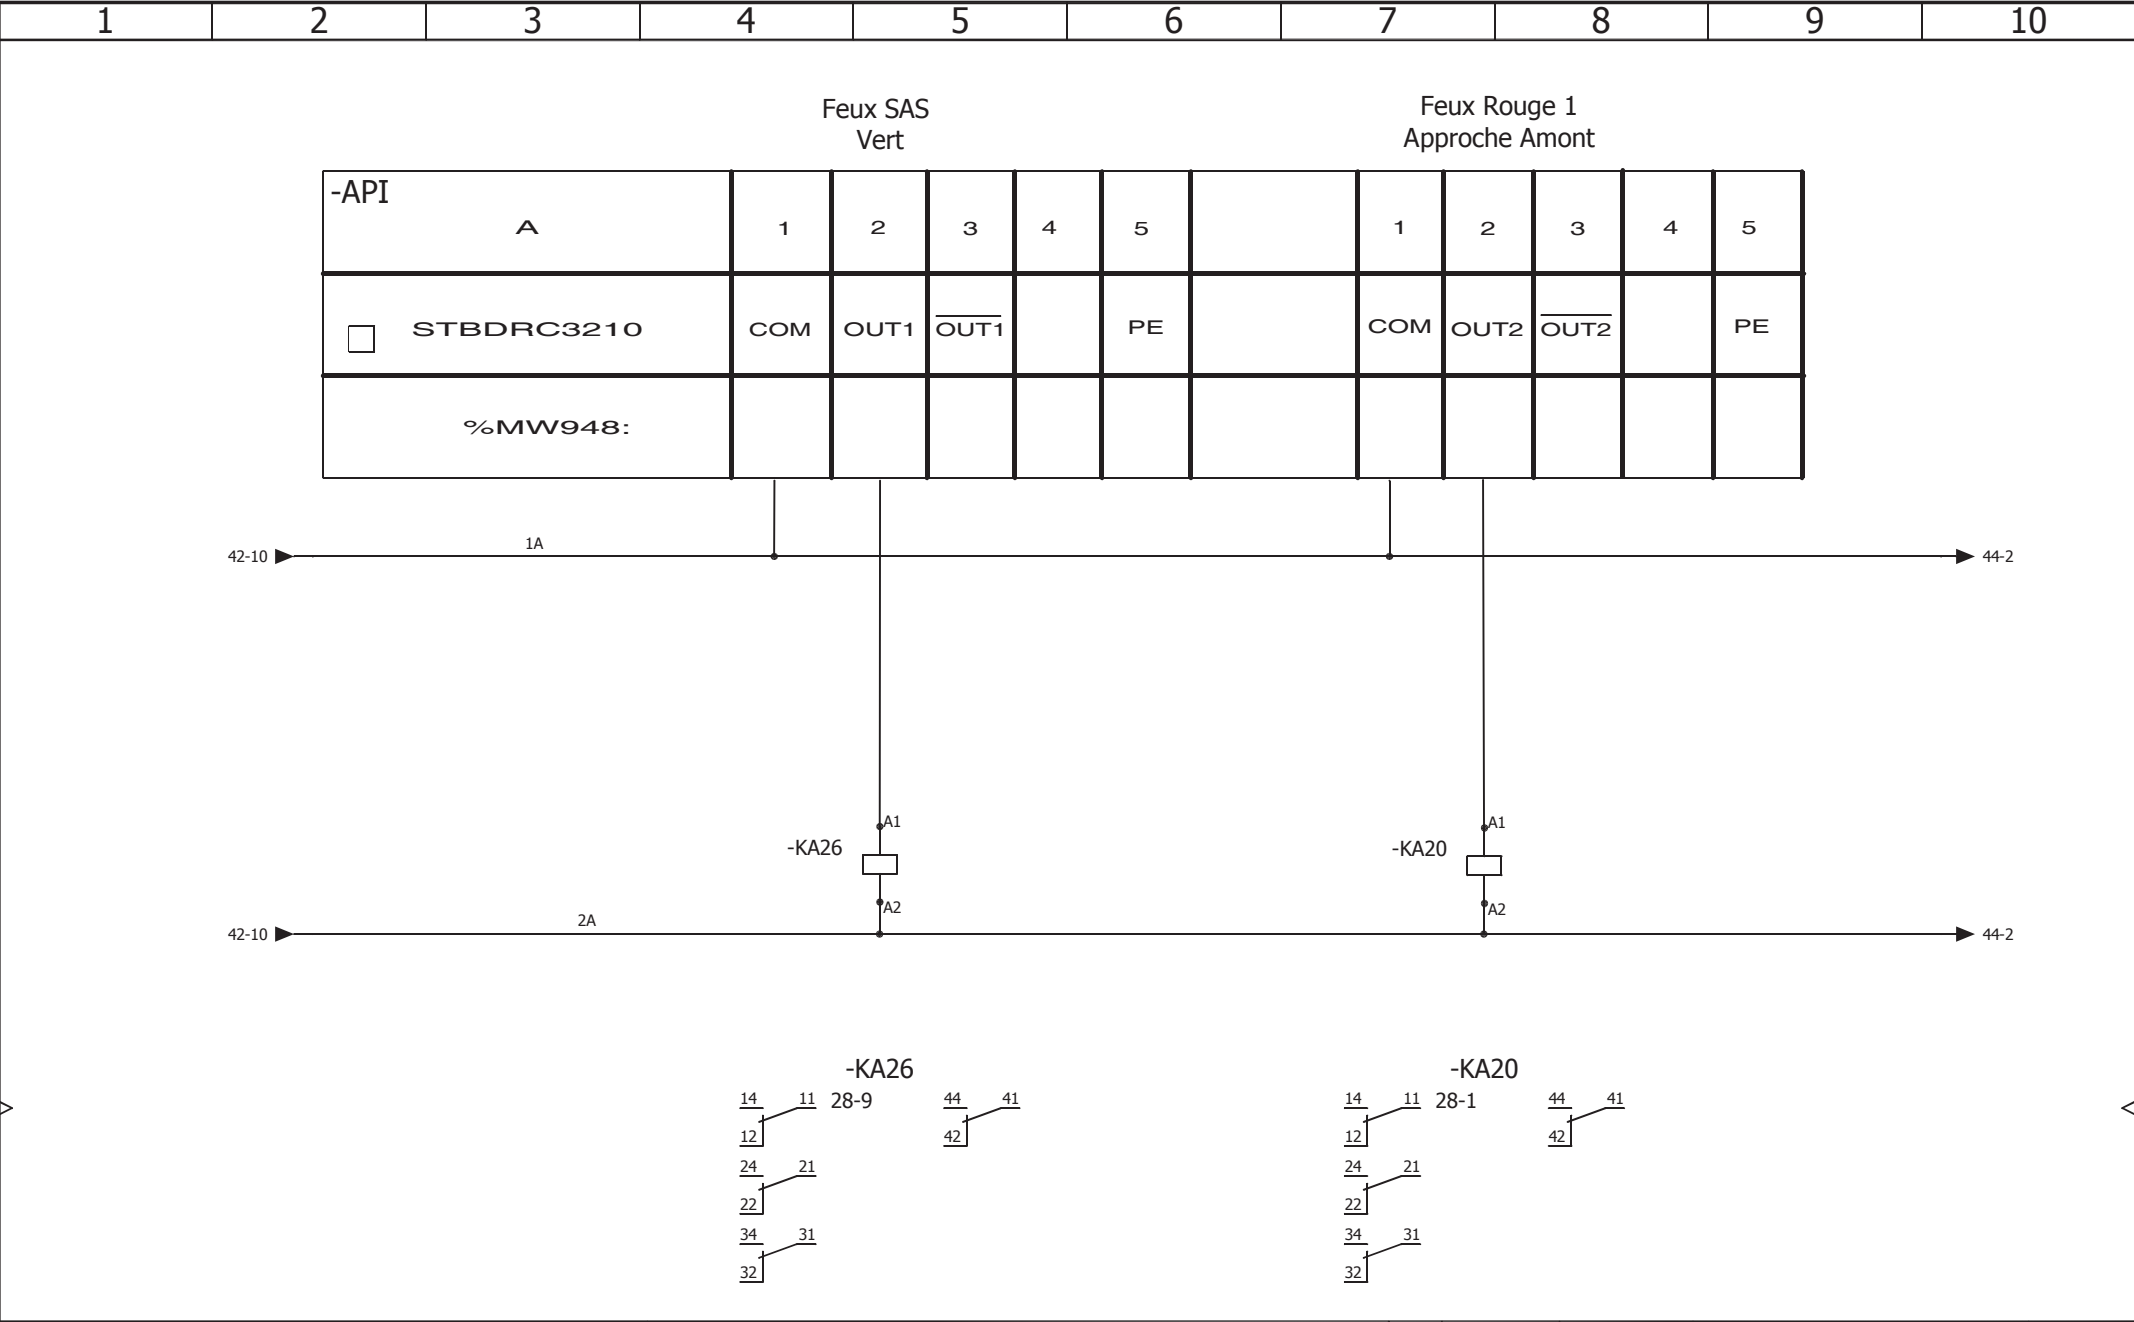 1 2 3 4 5 6 7 8 9 10
Feux SAS
Vert
Feux Rouge 1
Approche Amont
-API
A 1 2 3 4 5 1 2 3 4 5
STBDRC3210 COM OUT1 OUT1 PE COM OUT2 OUT2 PE
%MW948:
42-10 1A 44-2
-KA26 A1
A2
-KA20 A1
A2
42-10 2A 44-2
-KA26
14 11 28-9 44 41
12 42
24 21
22
34 31
32
-KA20
14 11 28-1 44 41
12 42
24 21
22
34 31
32